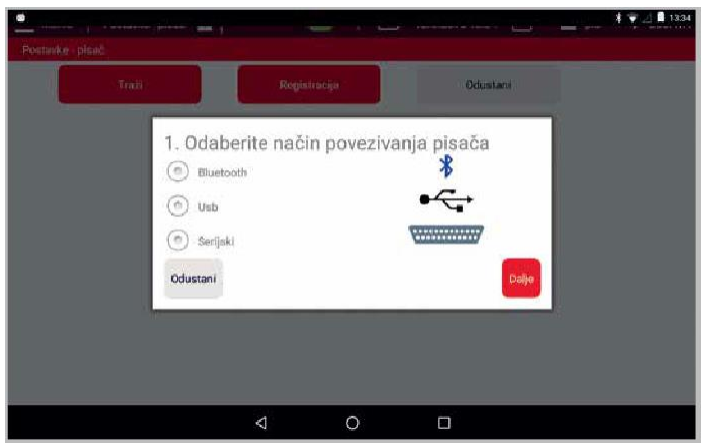 13:34
Postavke - pisač
Traži
Registracija
Odustani
1. Odaberite način povezivanja pisača
Bluetooth
Usb
Serijski
Odustani
Dalje